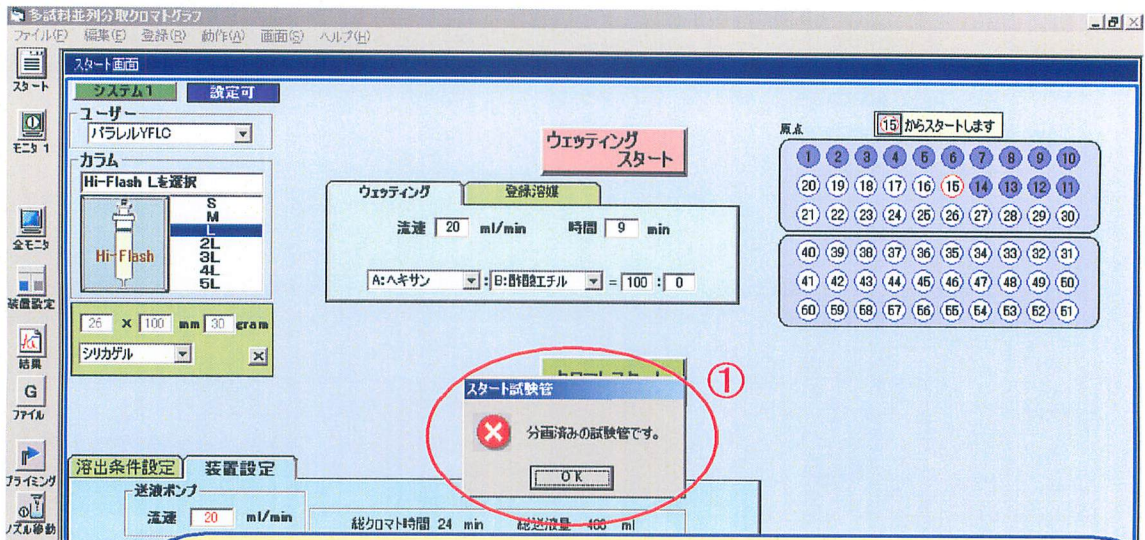 多試料並列分取クロマトグラフ
ファイル(F) 編集(E) 登録(R) 動作(A) 画面(S) ヘルプ(H)
スタート
モニタ 1
全モニタ
装置設定
結果
G
ファイル
プライミング
ノズル移動
スタート画面
システム1 設定可
ユーザー
パラレルYFLC
カラム
Hi-Flash Lを選択
Hi-Flash
S
M
L
2L
3L
4L
5L
26 X 100 mm 30 gram
シリカゲル
ウェッティング
スタート
ウェッティング 登録溶媒
流速 20 ml/min 時間 9 min
A:ヘキサン : B:酢酸エチル = 100 : 0
原点 15 からスタートします
1 2 3 4 5 6 7 8 9 10
20 19 18 17 16 15 14 13 12 11
21 22 23 24 25 26 27 28 29 30
40 39 38 37 36 35 34 33 32 31
41 42 43 44 45 46 47 48 49 50
60 59 58 57 56 55 54 53 52 51
スタート試験管
分画済みの試験管です。
OK
①
溶出条件設定 装置設定
送液ポンプ
流速 20 ml/min
総クロマト時間 24 min 総送液量 466 ml